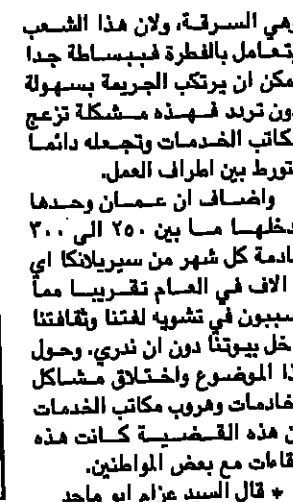 وهي السرقة، ولان هذا الشعب
يتعامل بالفطرة فببساطة جدا
يمكن ان يرتكب الجريمة بسهولة
دون تردد فهذه مشكلة تزعج
مكاتب الخدمات وتجعله دائما
يتورط بين اطراف العمل.
واضاف ان عمان وحدها
يدخلها ما بين ٢٥٠ الى ٣٠٠
خادمة كل شهر من سيريلانكا اي
الاف في العام تقريبا مما
يسببون في تشويه لغتنا وثقافتنا
داخل بيوتنا دون ان ندري. وحول
هذا الموضوع واختلاق مشاكل
الخادمات وهروب مكاتب الخدمات
من هذه القضية كانت هذه
لقاءات مع بعض المواطنين.
* قال السيد عزام ابو ماجد